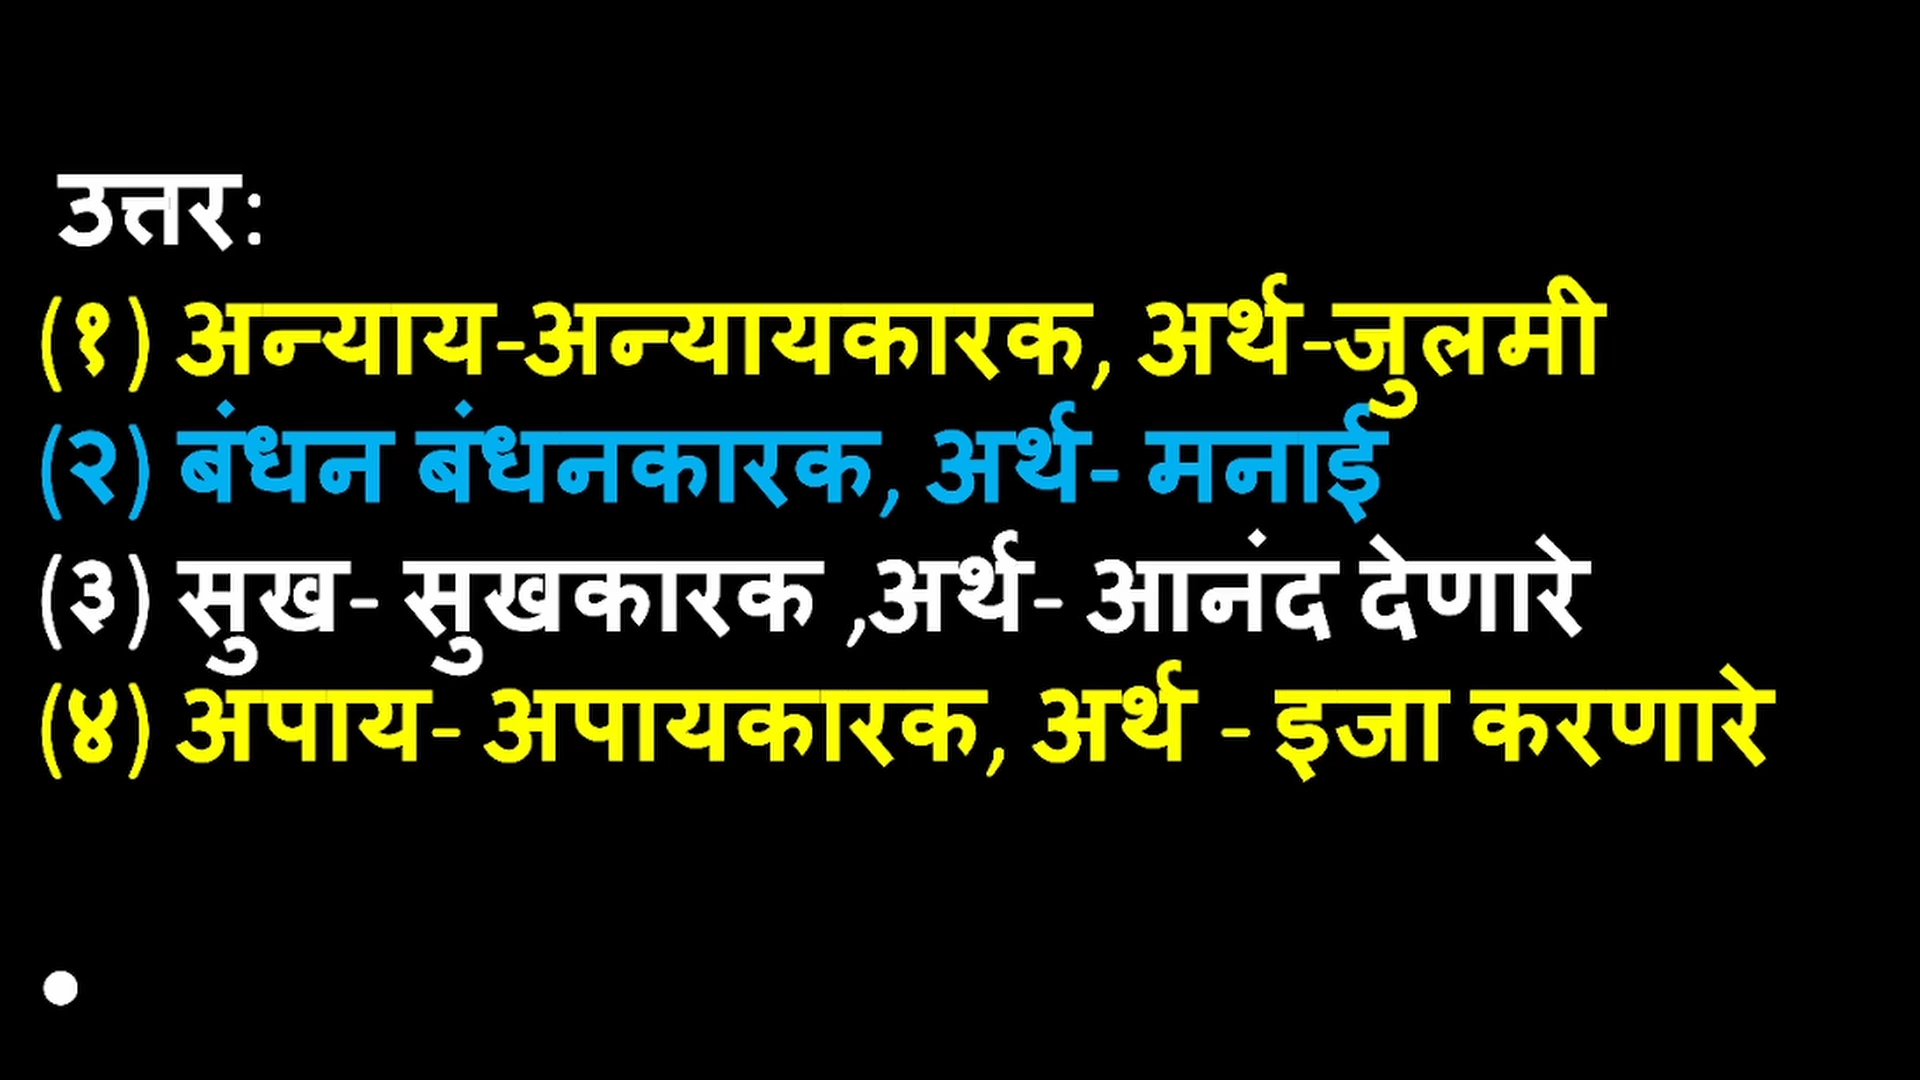 उत्तर:
(१) अन्याय-अन्यायकारक, अर्थ-जुलमी
(२) बंधन बंधनकारक, अर्थ- मनाई
(३) सुख- सुखकारक ,अर्थ- आनंद देणारे
(४) अपाय- अपायकारक, अर्थ - इजा करणारे